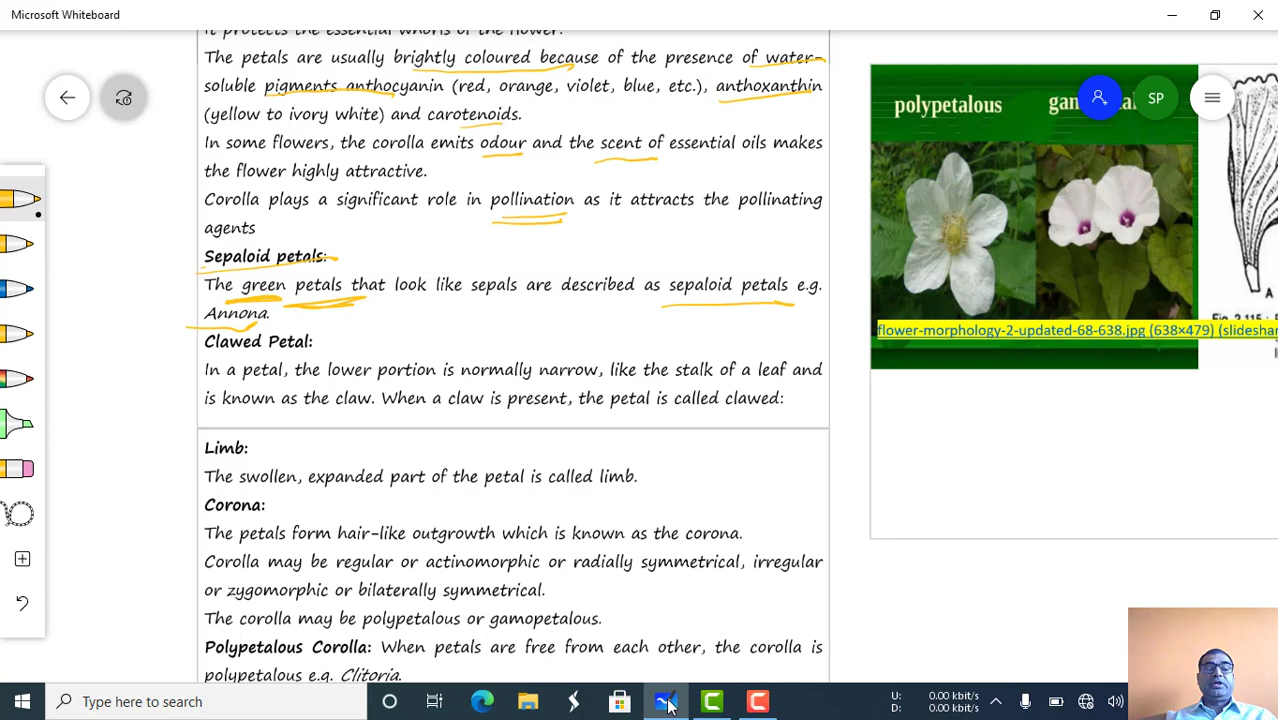 Microsoft Whiteboard
It protects the essential whorls of the flower.
The petals are usually brightly coloured because of the presence of water-
soluble pigments anthocyanin (red, orange, violet, blue, etc.), anthoxanthin
(yellow to ivory white) and carotenoids.
In some flowers, the corolla emits odour and the scent of essential oils makes
the flower highly attractive.
Corolla plays a significant role in pollination as it attracts the pollinating
agents
Sepaloid petals:
The green petals that look like sepals are described as sepaloid petals e.g.
Annona.
Clawed Petal:
In a petal, the lower portion is normally narrow, like the stalk of a leaf and
is known as the claw. When a claw is present, the petal is called clawed:
Limb:
The swollen, expanded part of the petal is called limb.
Corona:
The petals form hair-like outgrowth which is known as the corona.
Corolla may be regular or actinomorphic or radially symmetrical, irregular
or zygomorphic or bilaterally symmetrical.
The corolla may be polypetalous or gamopetalous.
Polypetalous Corolla: When petals are free from each other, the corolla is
polypetalous e.g. Clitoria.
polypetalous
SP
A
flower-morphology-2-updated-68-638.jpg (638×479) (slideshar
Type here to search
U: 0.00 kbit/s
D: 0.00 kbit/s